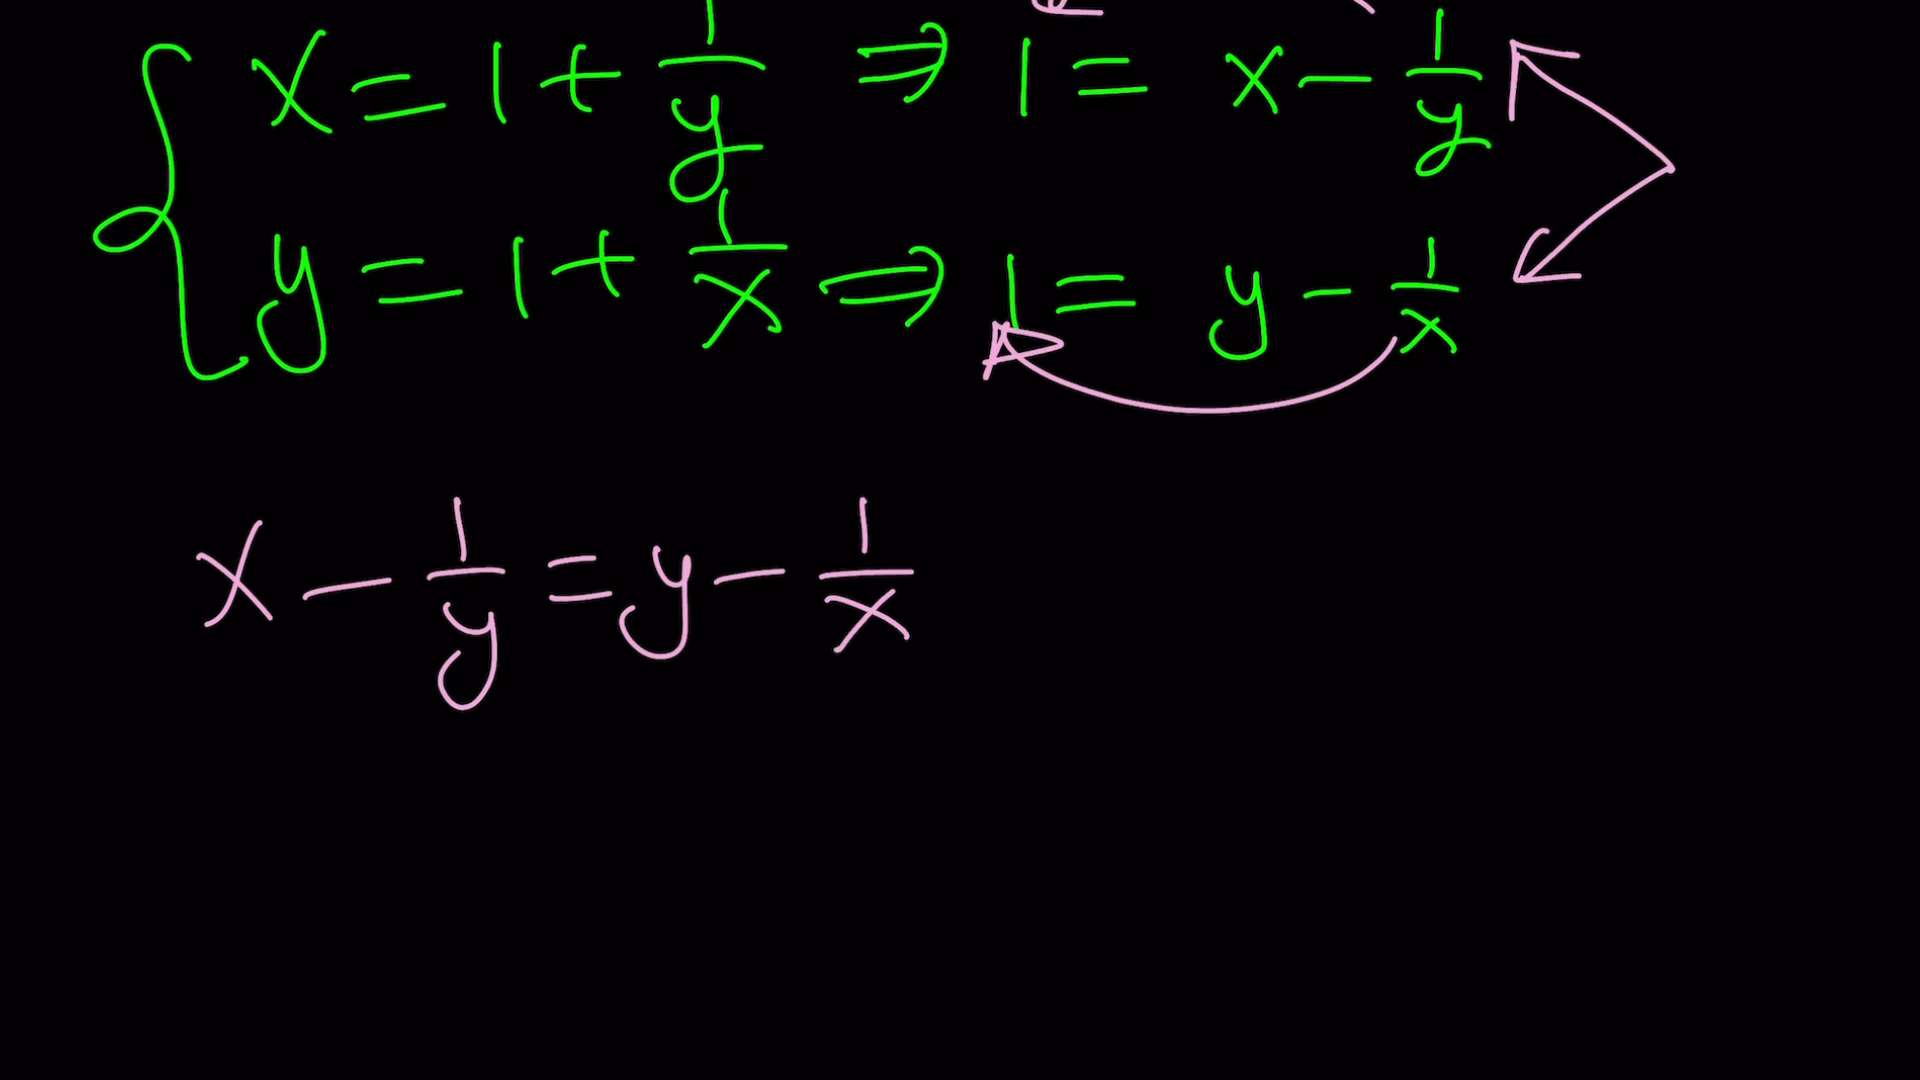 x = 1 + 1/y ⇒ 1 = x - 1/y
y = 1 + 1/x ⇒ 1 = y - 1/x
x - 1/y = y - 1/x